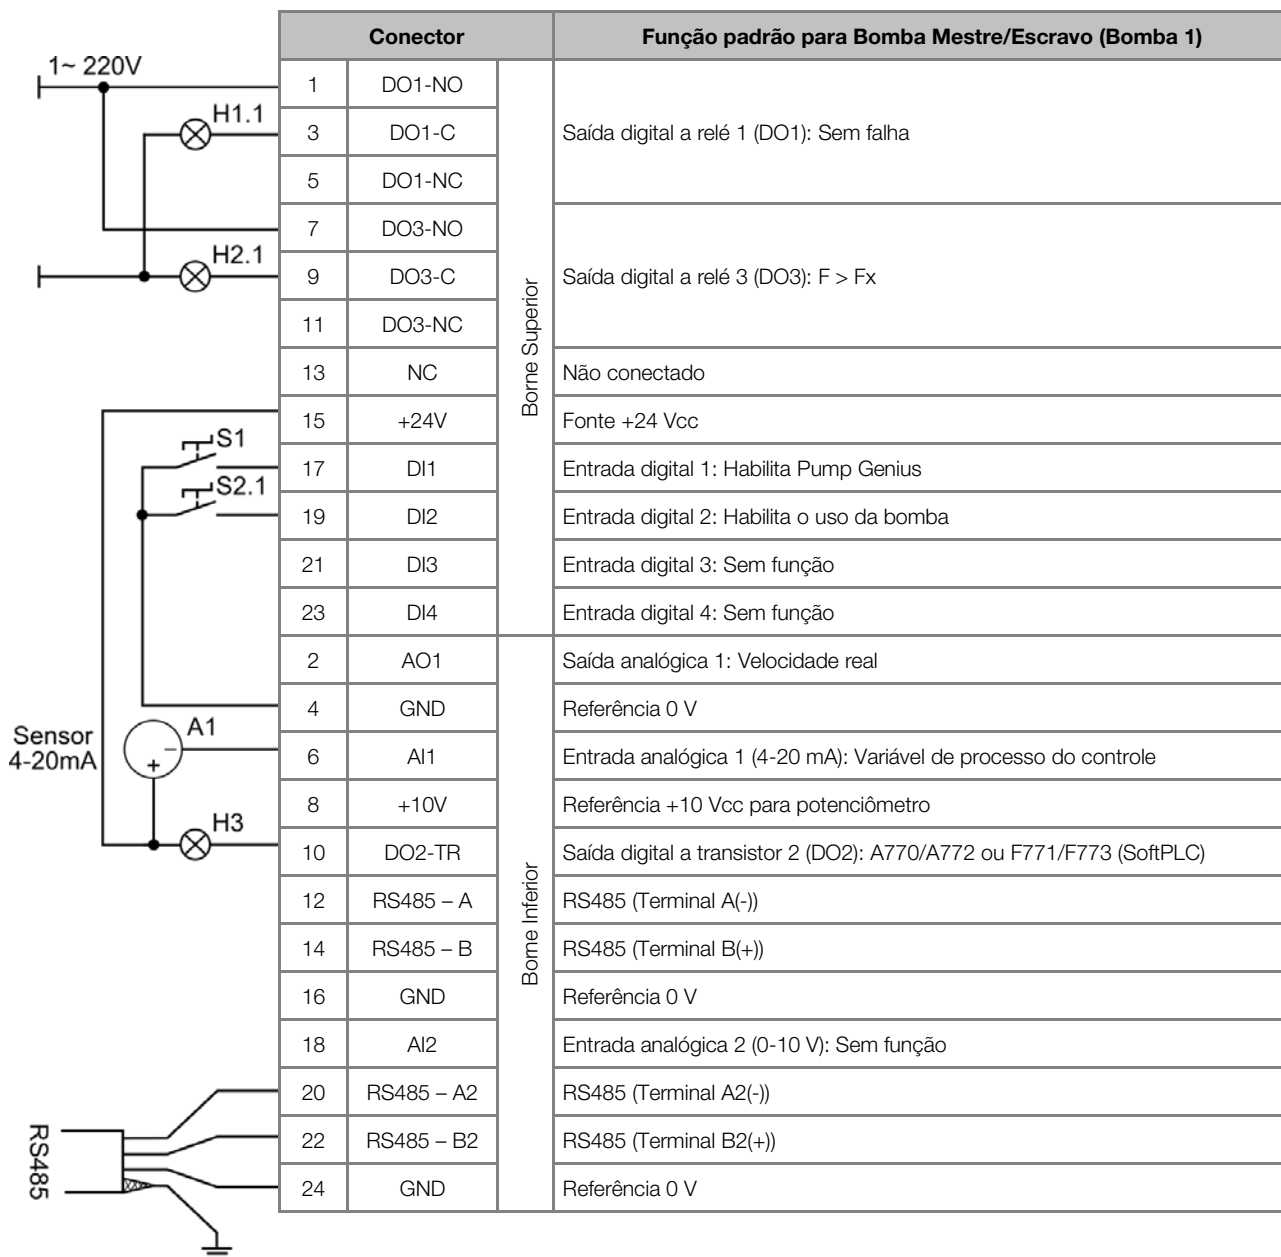 Conector Função padrão para Bomba Mestre/Escravo (Bomba 1)
1~ 220V
1 DO1-NO
H1.1
3 DO1-C Saída digital a relé 1 (DO1): Sem falha
5 DO1-NC
7 DO3-NO
H2.1
9 DO3-C Saída digital a relé 3 (DO3): F > Fx
11 DO3-NC
Borne Superior
13 NC Não conectado
15 +24V Fonte +24 Vcc
S1
17 DI1 Entrada digital 1: Habilita Pump Genius
S2.1
19 DI2 Entrada digital 2: Habilita o uso da bomba
21 DI3 Entrada digital 3: Sem função
23 DI4 Entrada digital 4: Sem função
2 AO1 Saída analógica 1: Velocidade real
4 GND Referência 0 V
Sensor
4-20mA
A1
− +
6 AI1 Entrada analógica 1 (4-20 mA): Variável de processo do controle
8 +10V Referência +10 Vcc para potenciômetro
H3
10 DO2-TR Saída digital a transistor 2 (DO2): A770/A772 ou F771/F773 (SoftPLC)
Borne Inferior
12 RS485 – A RS485 (Terminal A(-))
14 RS485 – B RS485 (Terminal B(+))
16 GND Referência 0 V
18 AI2 Entrada analógica 2 (0-10 V): Sem função
20 RS485 – A2 RS485 (Terminal A2(-))
RS485
22 RS485 – B2 RS485 (Terminal B2(+))
24 GND Referência 0 V